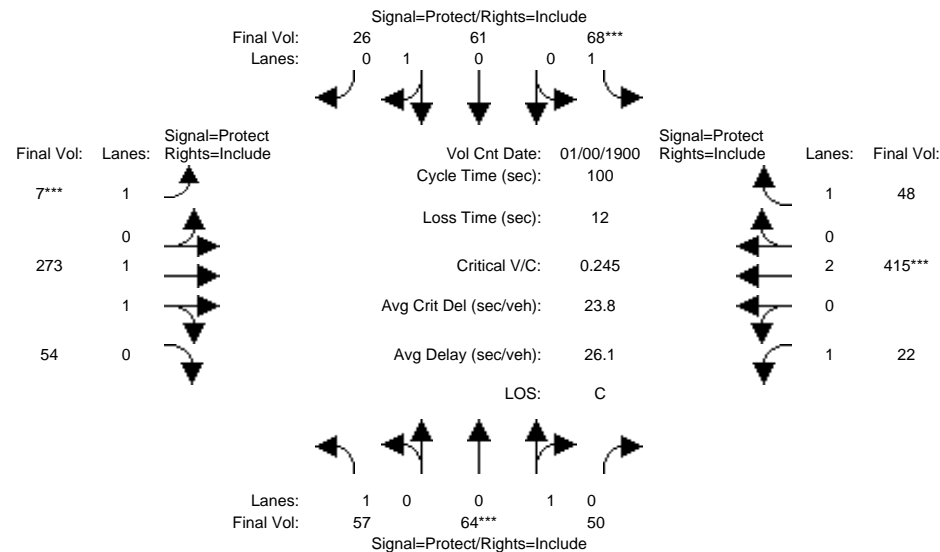 Signal=Protect/Rights=Include
Final Vol: 26 61 68***
Lanes: 0 1 0 0 1
Signal=Protect Signal=Protect
Final Vol: Lanes: Rights=Include Vol Cnt Date: 01/00/1900 Rights=Include Lanes: Final Vol:
Cycle Time (sec): 100
7*** 1 1 48
Loss Time (sec): 12
0 0
273 1 Critical V/C: 0.245 2 415***
1 Avg Crit Del (sec/veh): 23.8 0
54 0 Avg Delay (sec/veh): 26.1 1 22
LOS: C
Lanes: 1 0 0 1 0
Final Vol: 57 64*** 50
Signal=Protect/Rights=Include